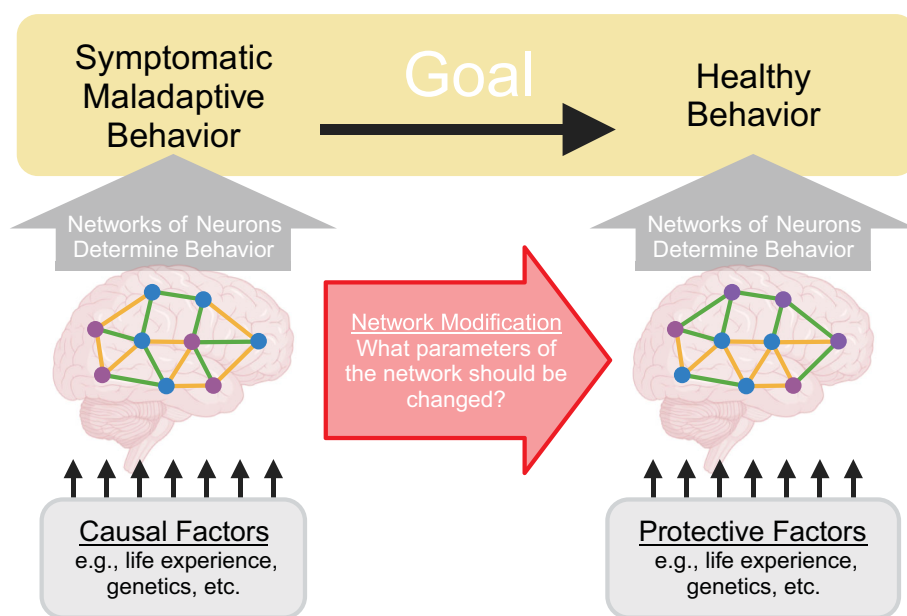 Symptomatic
Maladaptive
Behavior
Goal
Healthy
Behavior
Networks of Neurons
Determine Behavior
Networks of Neurons
Determine Behavior
Network Modification
What parameters of
the network should be
changed?
Causal Factors
e.g., life experience,
genetics, etc.
Protective Factors
e.g., life experience,
genetics, etc.